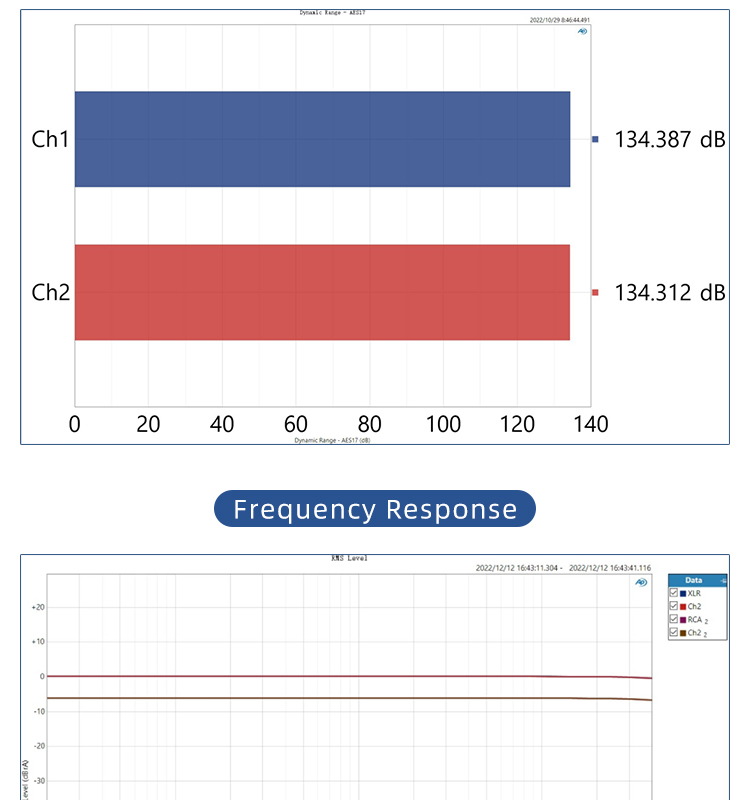 Dynamic Range - AES17
2022/10/29 8:46:44.491
Ch1
134.387 dB
Ch2
134.312 dB
0 20 40 60 80 100 120 140
Dynamic Range - AES17 (dB)
Frequency Response
RMS Level
2022/12/12 16:43:11.304 - 2022/12/12 16:43:41.116
Data
XLR
Ch2
RCA 2
Ch2 2
+20
+10
0
-10
-20
-30
Level (dBrA)